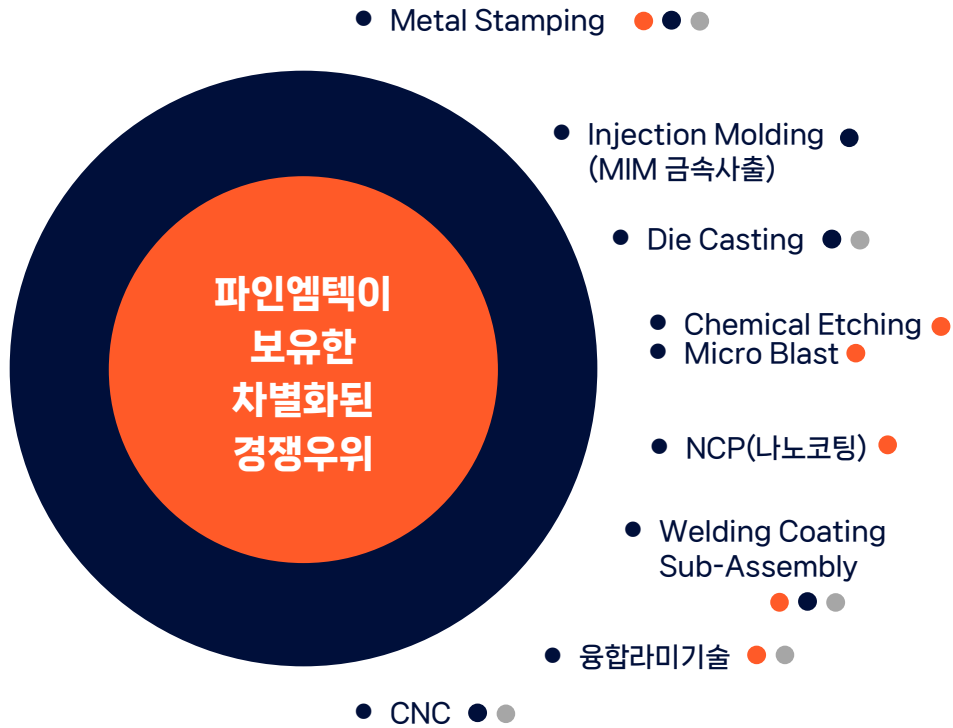 Metal Stamping
Injection Molding
(MIM 금속사출)
Die Casting
Chemical Etching
Micro Blast
NCP(나노코팅)
Welding Coating
Sub-Assembly
융합라미기술
CNC
파인엠텍이
보유한
차별화된
경쟁우위